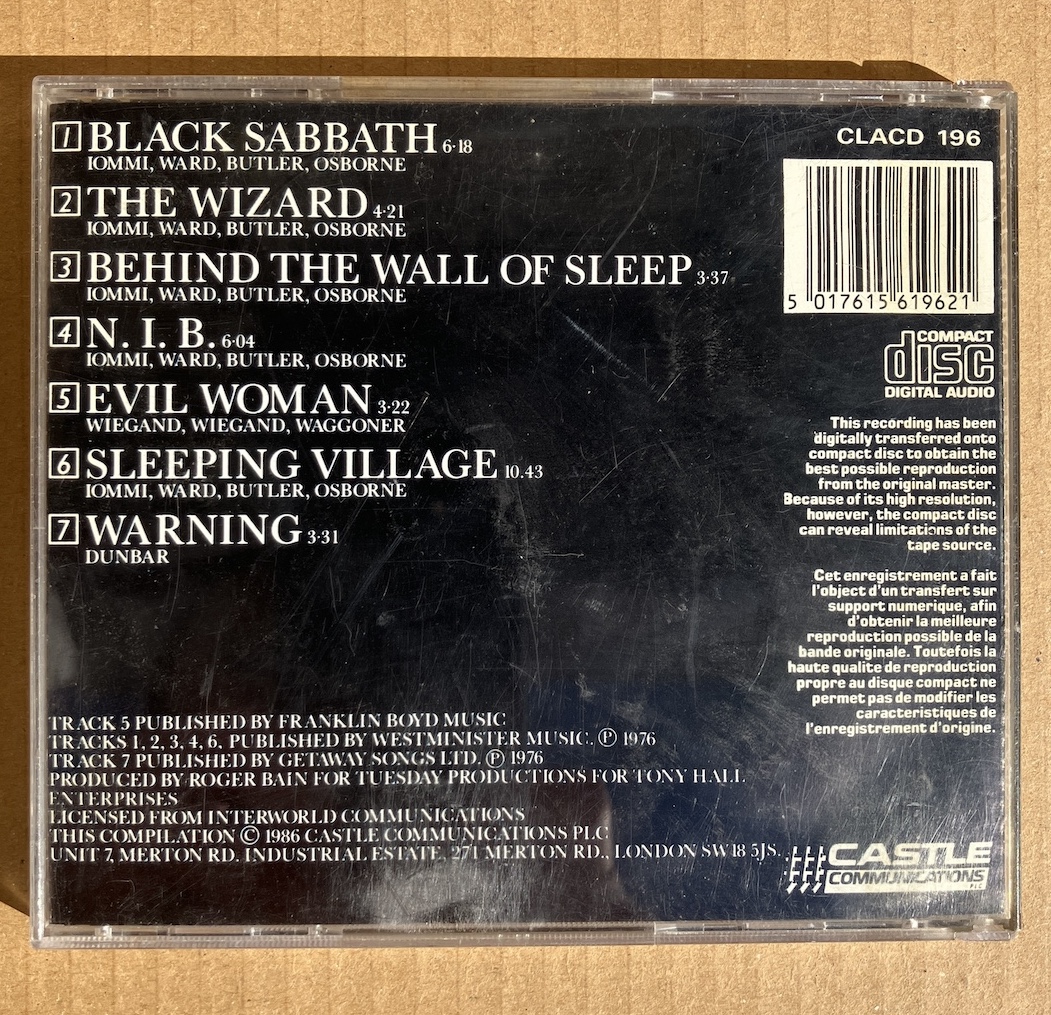 1 BLACK SABBATH 6·18
IOMMI, WARD, BUTLER, OSBORNE
2 THE WIZARD 4·21
IOMMI, WARD, BUTLER, OSBORNE
3 BEHIND THE WALL OF SLEEP 3·37
IOMMI, WARD, BUTLER, OSBORNE
4 N. I. B. 6·04
IOMMI, WARD, BUTLER, OSBORNE
5 EVIL WOMAN 3·22
WIEGAND, WIEGAND, WAGGONER
6 SLEEPING VILLAGE 10.43
IOMMI, WARD, BUTLER, OSBORNE
7 WARNING 3·31
DUNBAR
TRACK 5 PUBLISHED BY FRANKLIN BOYD MUSIC
TRACKS 1, 2, 3, 4, 6, PUBLISHED BY WESTMINISTER MUSIC. Ⓟ 1976
TRACK 7 PUBLISHED BY GETAWAY SONGS LTD. Ⓟ 1976
PRODUCED BY ROGER BAIN FOR TUESDAY PRODUCTIONS FOR TONY HALL
ENTERPRISES
LICENSED FROM INTERWORLD COMMUNICATIONS
THIS COMPILATION © 1986 CASTLE COMMUNICATIONS PLC
UNIT 7, MERTON RD. INDUSTRIAL ESTATE, 271 MERTON RD., LONDON SW18 5JS.
CLACD 196
5 017615 619621
COMPACT
disc
DIGITAL AUDIO
This recording has been
digitally transferred onto
compact disc to obtain the
best possible reproduction
from the original master.
Because of its high resolution,
however, the compact disc
can reveal limitations of the
tape source.
Cet enregistrement a fait
l'object d'un transfert sur
support numerique, afin
d'obtenir la meilleure
reproduction possible de la
bande originale. Toutefois la
haute qualite de reproduction
propre au disque compact ne
permet pas de modifier les
caracteristiques de
l'enregistrement d'origine.
CASTLE
COMMUNICATIONS
PLC